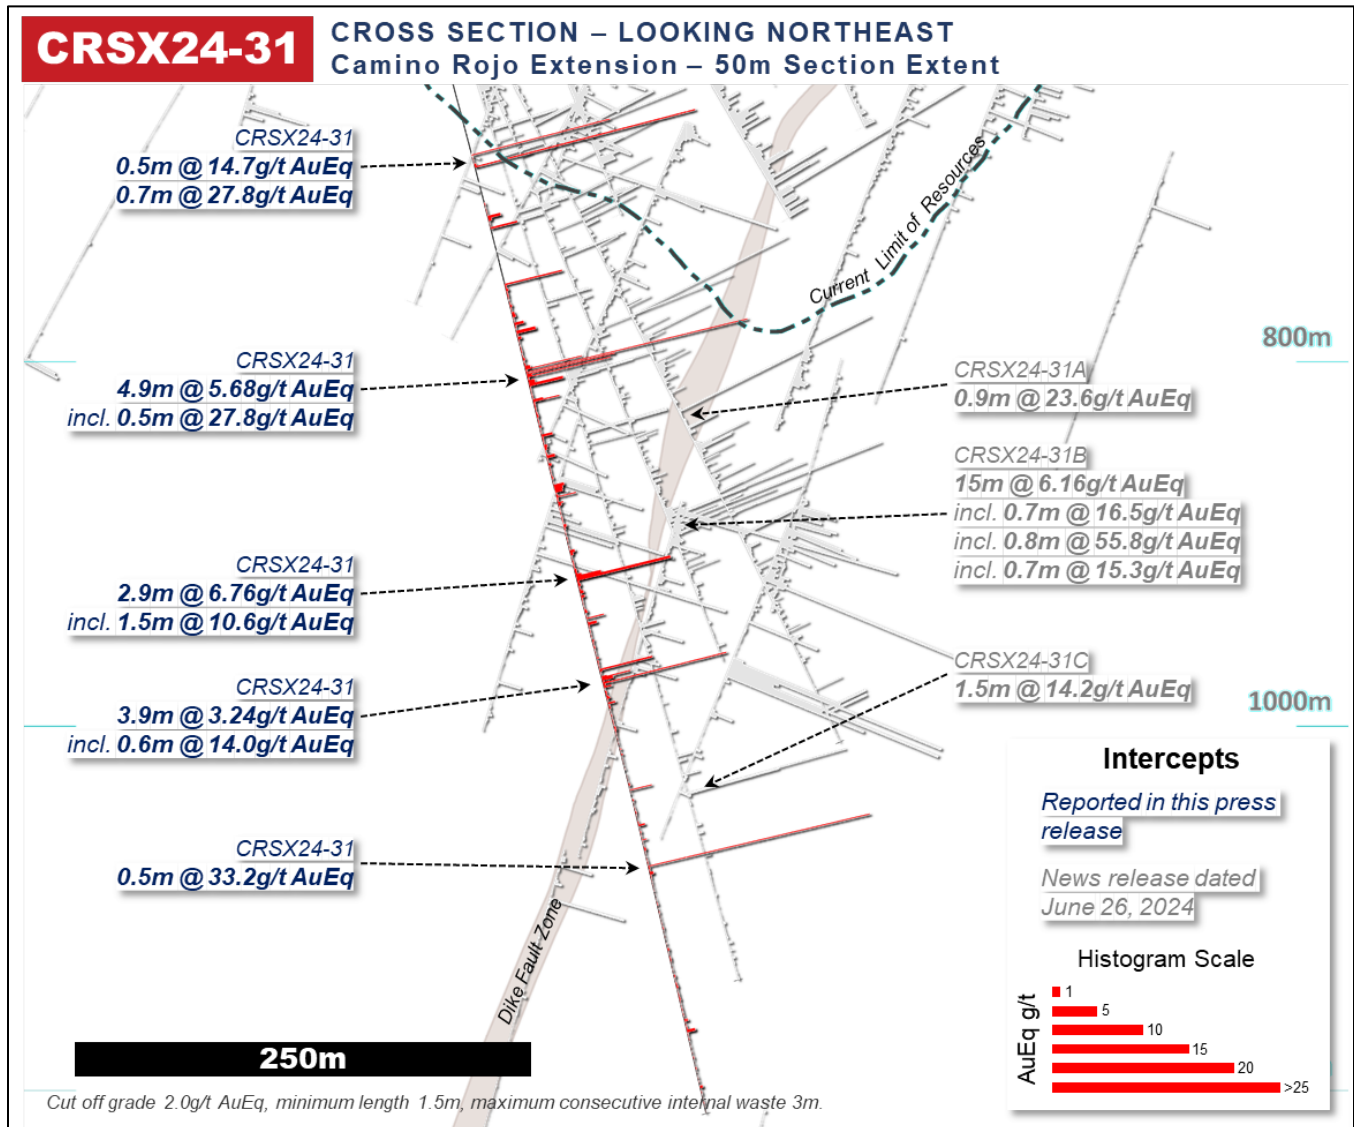 CRSX24-31
CROSS SECTION – LOOKING NORTHEAST
Camino Rojo Extension – 50m Section Extent
CRSX24-31
0.5m @ 14.7g/t AuEq
0.7m @ 27.8g/t AuEq
Current Limit of Resources
800m
CRSX24-31
4.9m @ 5.68g/t AuEq
incl. 0.5m @ 27.8g/t AuEq
CRSX24-31A
0.9m @ 23.6g/t AuEq
CRSX24-31B
15m @ 6.16g/t AuEq
incl. 0.7m @ 16.5g/t AuEq
incl. 0.8m @ 55.8g/t AuEq
incl. 0.7m @ 15.3g/t AuEq
CRSX24-31
2.9m @ 6.76g/t AuEq
incl. 1.5m @ 10.6g/t AuEq
CRSX24-31C
1.5m @ 14.2g/t AuEq
CRSX24-31
3.9m @ 3.24g/t AuEq
incl. 0.6m @ 14.0g/t AuEq
1000m
CRSX24-31
0.5m @ 33.2g/t AuEq
Dike Fault Zone
Intercepts
Reported in this press
release
News release dated
June 26, 2024
Histogram Scale
AuEq g/t
1
5
10
15
20
>25
250m
Cut off grade 2.0g/t AuEq, minimum length 1.5m, maximum consecutive internal waste 3m.